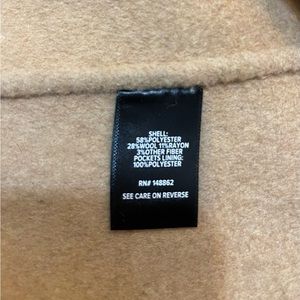 SHELL:
58%POLYESTER
28%WOOL 11%RAYON
3%OTHER FIBER
POCKETS LINING:
100%POLYESTER
RN# 148862
SEE CARE ON REVERSE